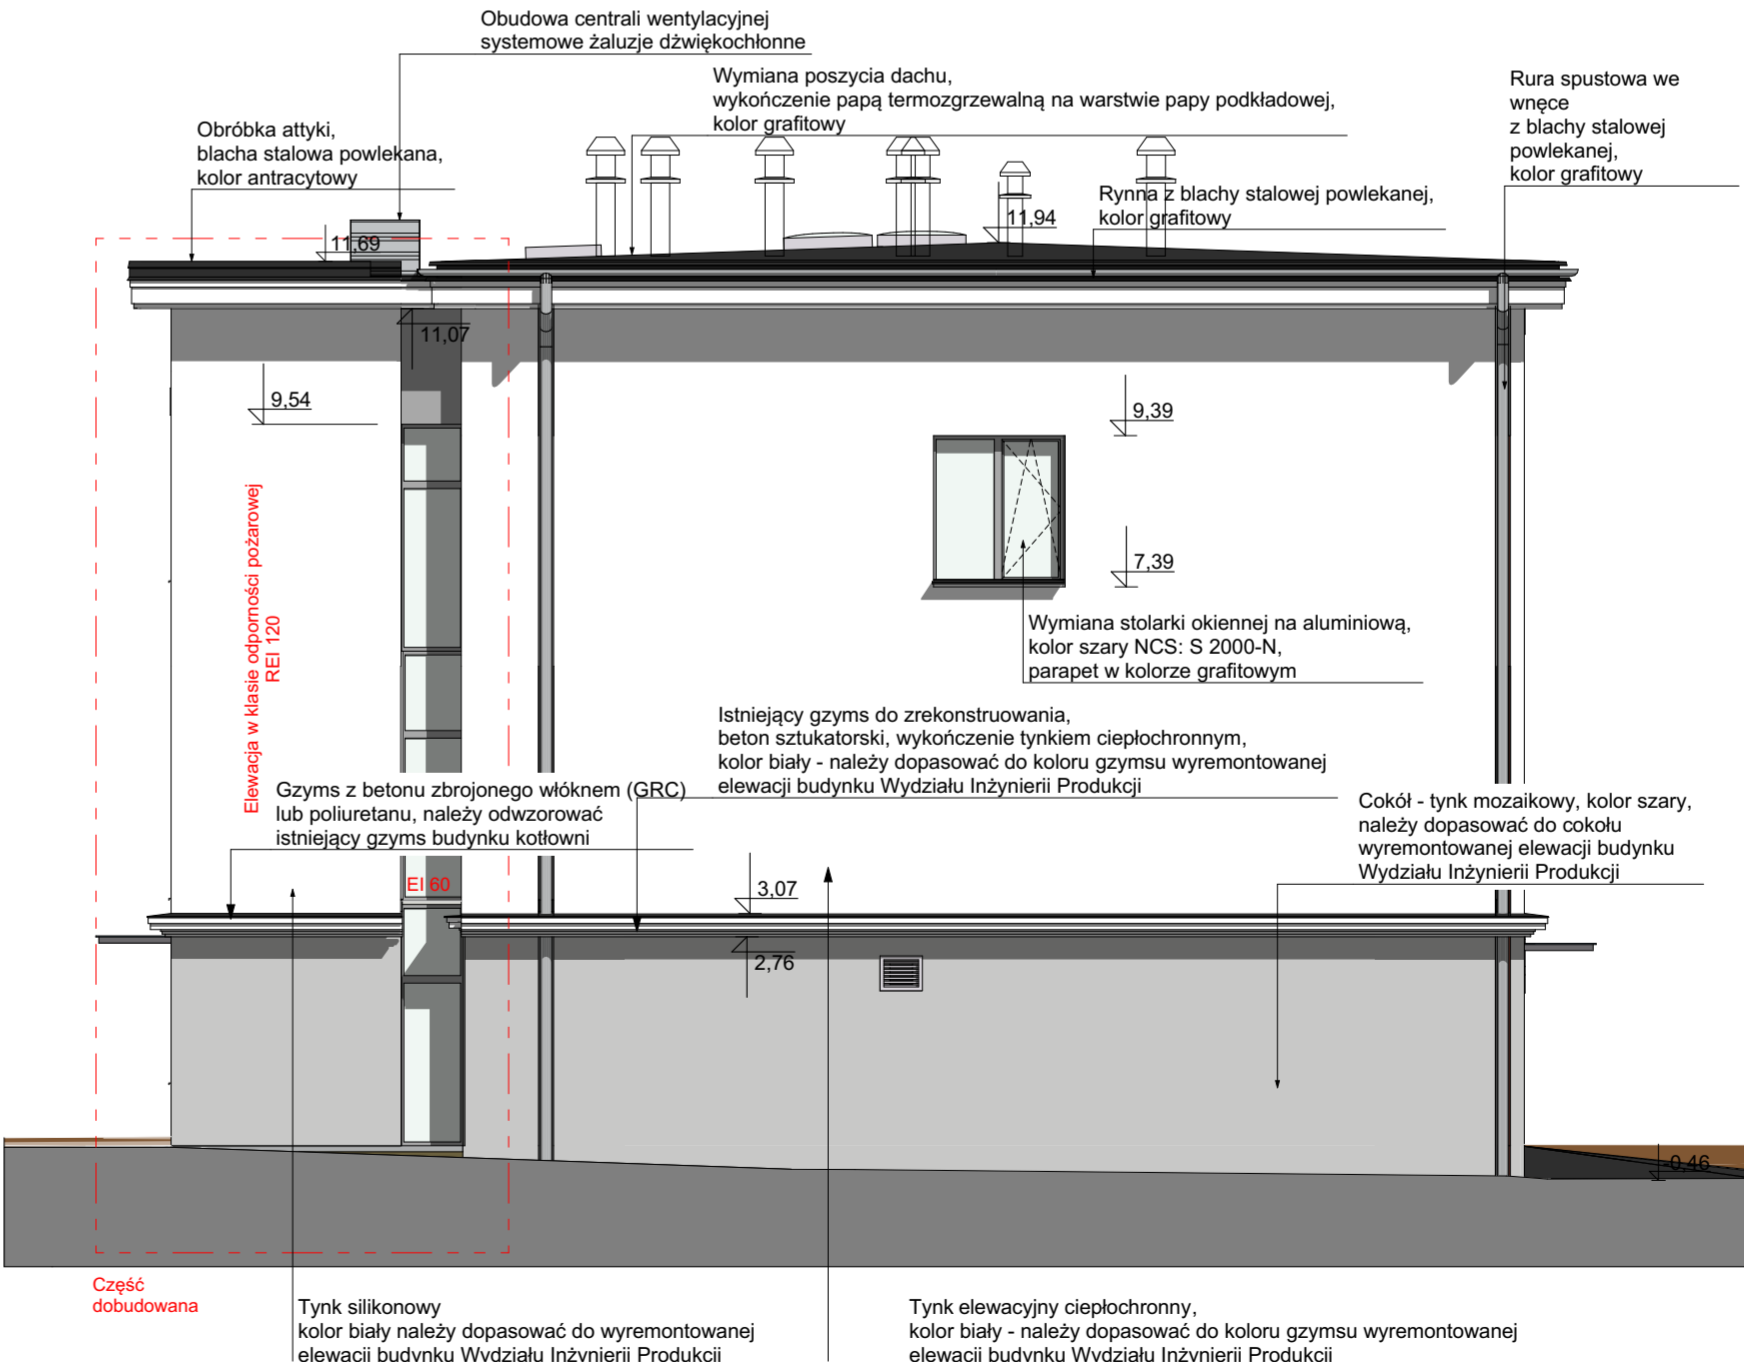 Obudowa centrali wentylacyjnej
systemowe żaluzje dżwiękochłonne
Wymiana poszycia dachu,
wykończenie papą termozgrzewalną na warstwie papy podkładowej,
kolor grafitowy
Rura spustowa we
wnęce
z blachy stalowej
powlekanej,
kolor grafitowy
Obróbka attyki,
blacha stalowa powlekana,
kolor antracytowy
Rynna z blachy stalowej powlekanej,
kolor grafitowy
11,94
11,69
11,07
9,54
9,39
7,39
Elewacja w klasie odporności pożarowej
REI 120
Wymiana stolarki okiennej na aluminiową,
kolor szary NCS: S 2000-N,
parapet w kolorze grafitowym
Istniejący gzyms do zrekonstruowania,
beton sztukatorski, wykończenie tynkiem ciepłochronnym,
kolor biały - należy dopasować do koloru gzymsu wyremontowanej
elewacji budynku Wydziału Inżynierii Produkcji
Gzyms z betonu zbrojonego włóknem (GRC)
lub poliuretanu, należy odwzorować
istniejący gzyms budynku kotłowni
Cokół - tynk mozaikowy, kolor szary,
należy dopasować do cokołu
wyremontowanej elewacji budynku
Wydziału Inżynierii Produkcji
EI 60
3,07
2,76
-0,46
Część
dobudowana
Tynk silikonowy
kolor biały należy dopasować do wyremontowanej
elewacji budynku Wydziału Inżynierii Produkcji
Tynk elewacyjny ciepłochronny,
kolor biały - należy dopasować do koloru gzymsu wyremontowanej
elewacji budynku Wydziału Inżynierii Produkcji